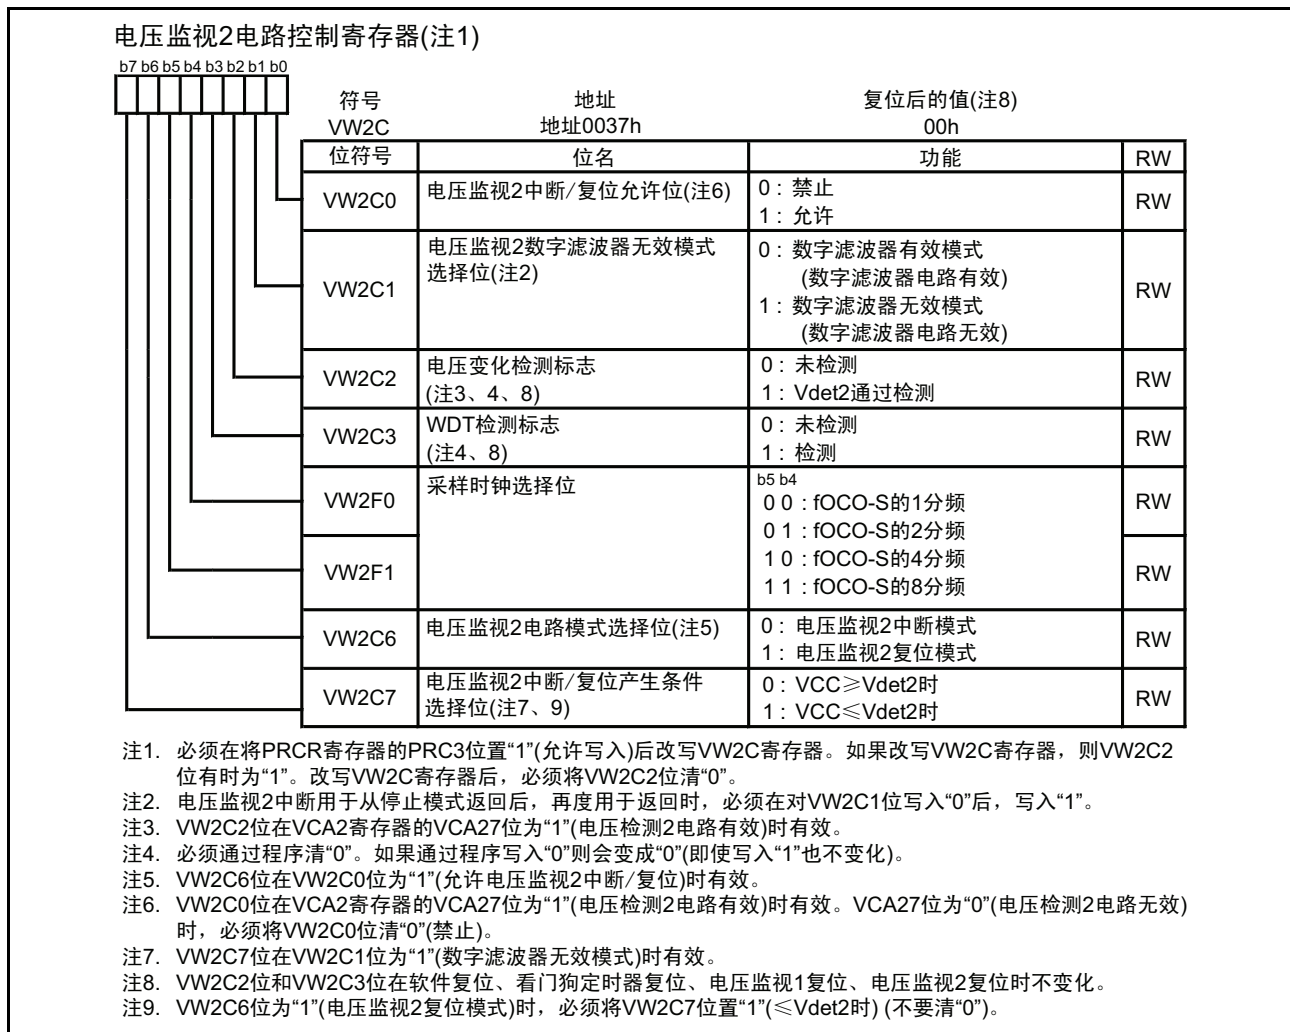 电压监视2电路控制寄存器(注1)
b7 b6 b5 b4 b3 b2 b1 b0
符号 地址 复位后的值(注8)
VW2C 地址0037h 00h
位符号 位名 功能 RW
VW2C0 电压监视2中断/复位允许位(注6) 0：禁止 RW
1：允许
VW2C1 电压监视2数字滤波器无效模式 0：数字滤波器有效模式 RW
选择位(注2) (数字滤波器电路有效)
1：数字滤波器无效模式
(数字滤波器电路无效)
VW2C2 电压变化检测标志 0：未检测 RW
(注3、4、8) 1：Vdet2通过检测
VW2C3 WDT检测标志 0：未检测 RW
(注4、8) 1：检测
VW2F0 采样时钟选择位 b5 b4 RW
0 0：fOCO-S的1分频
0 1：fOCO-S的2分频
VW2F1 1 0：fOCO-S的4分频 RW
1 1：fOCO-S的8分频
VW2C6 电压监视2电路模式选择位(注5) 0：电压监视2中断模式 RW
1：电压监视2复位模式
VW2C7 电压监视2中断/复位产生条件 0：VCC≧Vdet2时 RW
选择位(注7、9) 1：VCC≦Vdet2时
注1. 必须在将PRCR寄存器的PRC3位置“1”(允许写入)后改写VW2C寄存器。如果改写VW2C寄存器，则VW2C2
位有时为“1”。改写VW2C寄存器后，必须将VW2C2位清“0”。
注2. 电压监视2中断用于从停止模式返回后，再度用于返回时，必须在对VW2C1位写入“0”后，写入“1”。
注3. VW2C2位在VCA2寄存器的VCA27位为“1”(电压检测2电路有效)时有效。
注4. 必须通过程序清“0”。如果通过程序写入“0”则会变成“0”(即使写入“1”也不变化)。
注5. VW2C6位在VW2C0位为“1”(允许电压监视2中断/复位)时有效。
注6. VW2C0位在VCA2寄存器的VCA27位为“1”(电压检测2电路有效)时有效。VCA27位为“0”(电压检测2电路无效)
时，必须将VW2C0位清“0”(禁止)。
注7. VW2C7位在VW2C1位为“1”(数字滤波器无效模式)时有效。
注8. VW2C2位和VW2C3位在软件复位、看门狗定时器复位、电压监视1复位、电压监视2复位时不变化。
注9. VW2C6位为“1”(电压监视2复位模式)时，必须将VW2C7位置“1”(≦Vdet2时) (不要清“0”)。